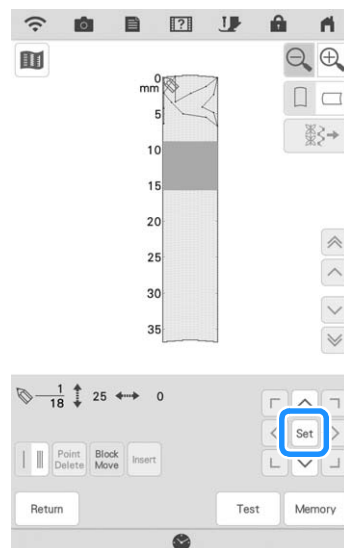 ?
0
mm
5
10
15
20
25
30
35
1
18
25
0
Set
Point
Delete
Block
Move
Insert
Return
Test
Memory